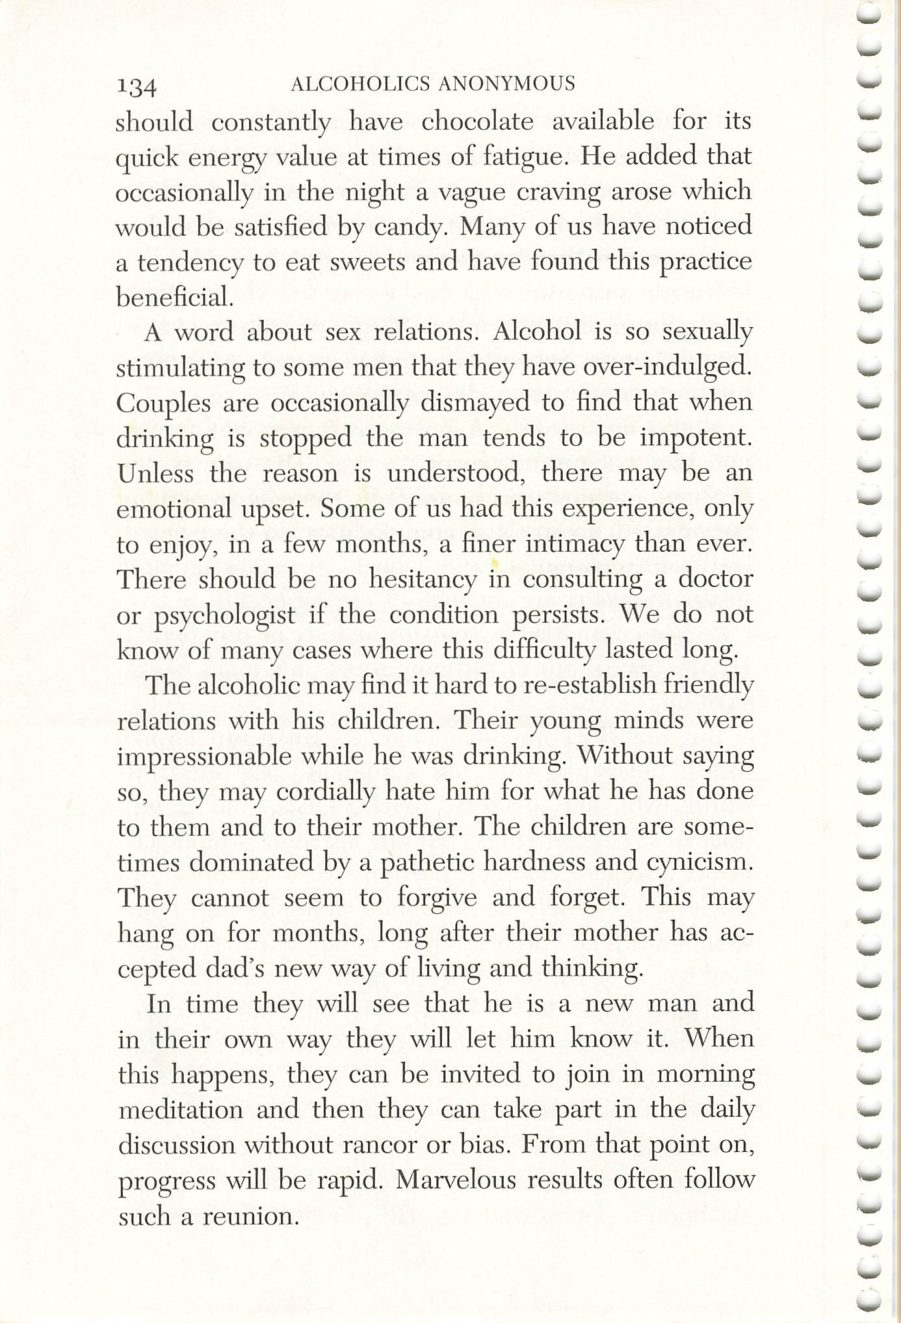 134 ALCOHOLICS ANONYMOUS
should constantly have chocolate available for its
quick energy value at times of fatigue. He added that
occasionally in the night a vague craving arose which
would be satisfied by candy. Many of us have noticed
a tendency to eat sweets and have found this practice
beneficial.
A word about sex relations. Alcohol is so sexually
stimulating to some men that they have over-indulged.
Couples are occasionally dismayed to find that when
drinking is stopped the man tends to be impotent.
Unless the reason is understood, there may be an
emotional upset. Some of us had this experience, only
to enjoy, in a few months, a finer intimacy than ever.
There should be no hesitancy in consulting a doctor
or psychologist if the condition persists. We do not
know of many cases where this difficulty lasted long.
The alcoholic may find it hard to re-establish friendly
relations with his children. Their young minds were
impressionable while he was drinking. Without saying
so, they may cordially hate him for what he has done
to them and to their mother. The children are some-
times dominated by a pathetic hardness and cynicism.
They cannot seem to forgive and forget. This may
hang on for months, long after their mother has ac-
cepted dad's new way of living and thinking.
In time they will see that he is a new man and
in their own way they will let him know it. When
this happens, they can be invited to join in morning
meditation and then they can take part in the daily
discussion without rancor or bias. From that point on,
progress will be rapid. Marvelous results often follow
such a reunion.